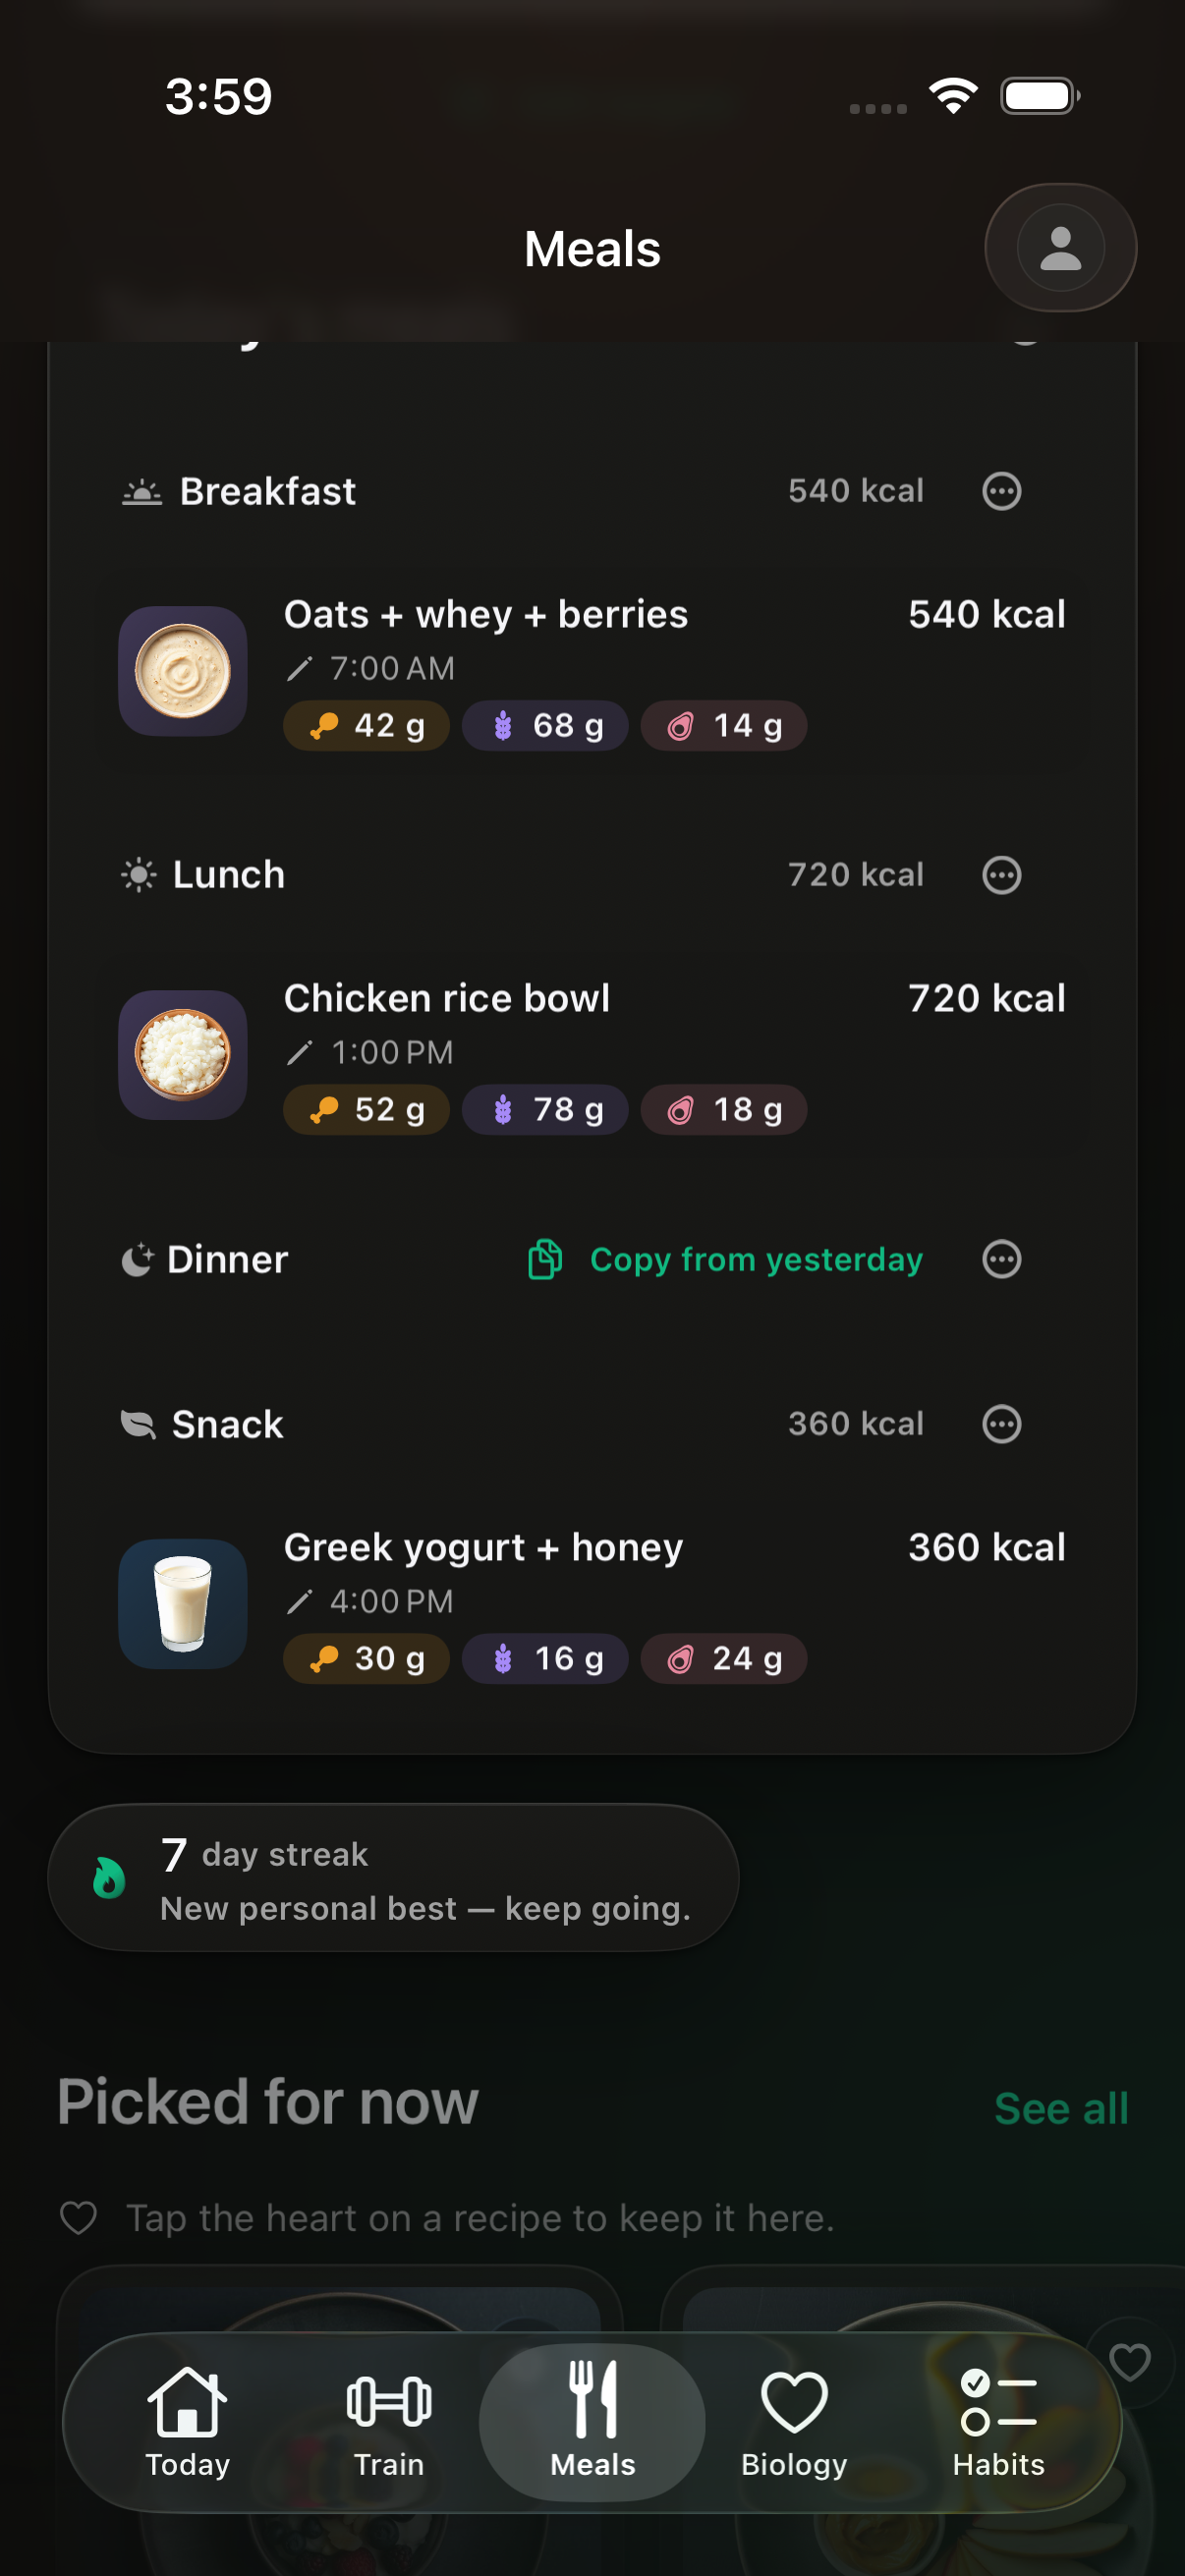 3:59
Meals
Breakfast
540 kcal
Oats + whey + berries
540 kcal
7:00 AM
42 g
68 g
14 g
Lunch
720 kcal
Chicken rice bowl
720 kcal
1:00 PM
52 g
78 g
18 g
Dinner
Copy from yesterday
Snack
360 kcal
Greek yogurt + honey
360 kcal
4:00 PM
30 g
16 g
24 g
7 day streak
New personal best — keep going.
Picked for now
See all
Tap the heart on a recipe to keep it here.
Today
Train
Meals
Biology
Habits